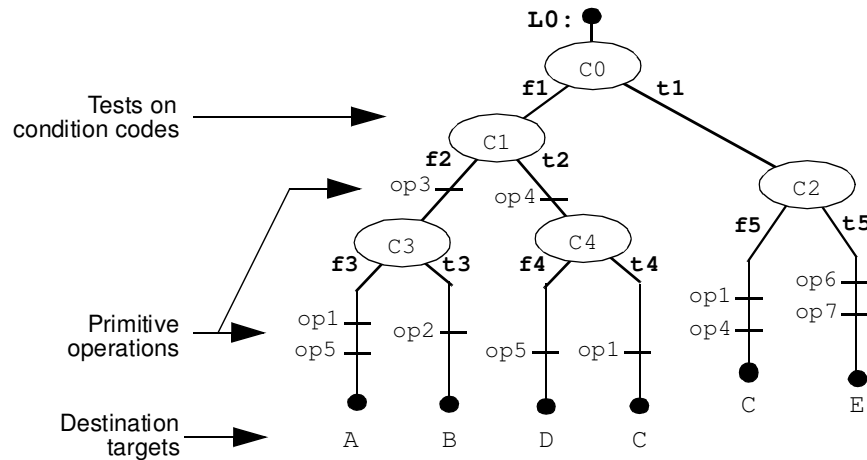 L0:
C0
f1
t1
Tests on
condition codes
C1
f2
t2
C2
op3
op4
f5
t5
C3
C4
f3
t3
f4
t4
op6
op1
op7
Primitive
operations
op1
op2
op4
op5
op5
op1
C
E
Destination
targets
A
B
D
C